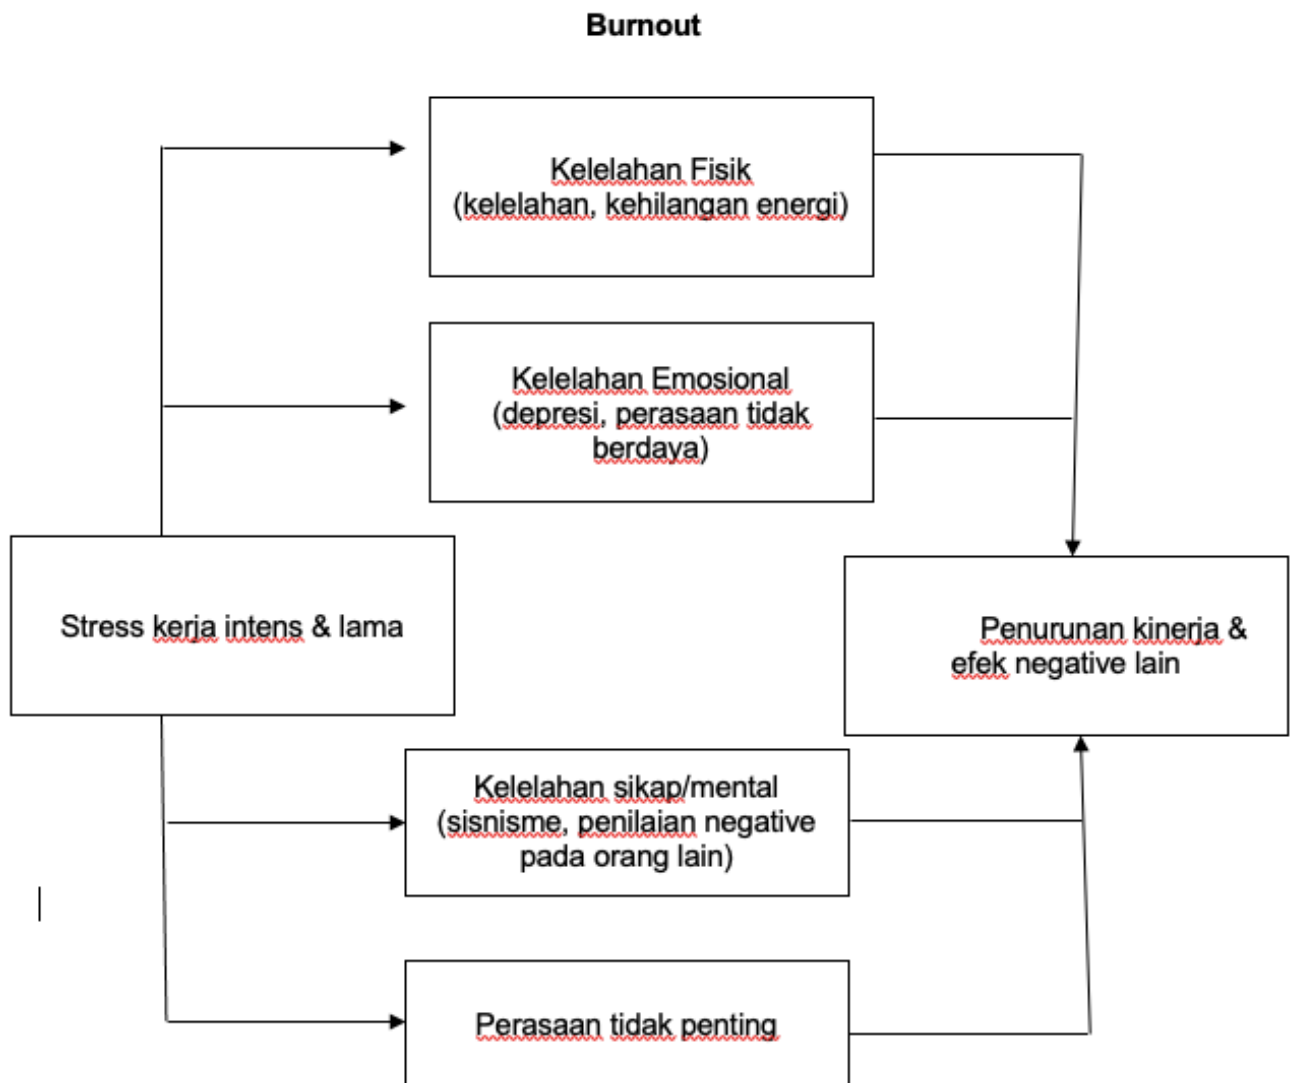 Burnout
Kelelahan Fisik
(kelelahan, kehilangan energi)
Kelelahan Emosional
(depresi, perasaan tidak
berdaya)
Stress kerja intens & lama
Penurunan kinerja &
efek negative lain
Kelelahan sikap/mental
(sisnisme, penilaian negative
pada orang lain)
Perasaan tidak penting